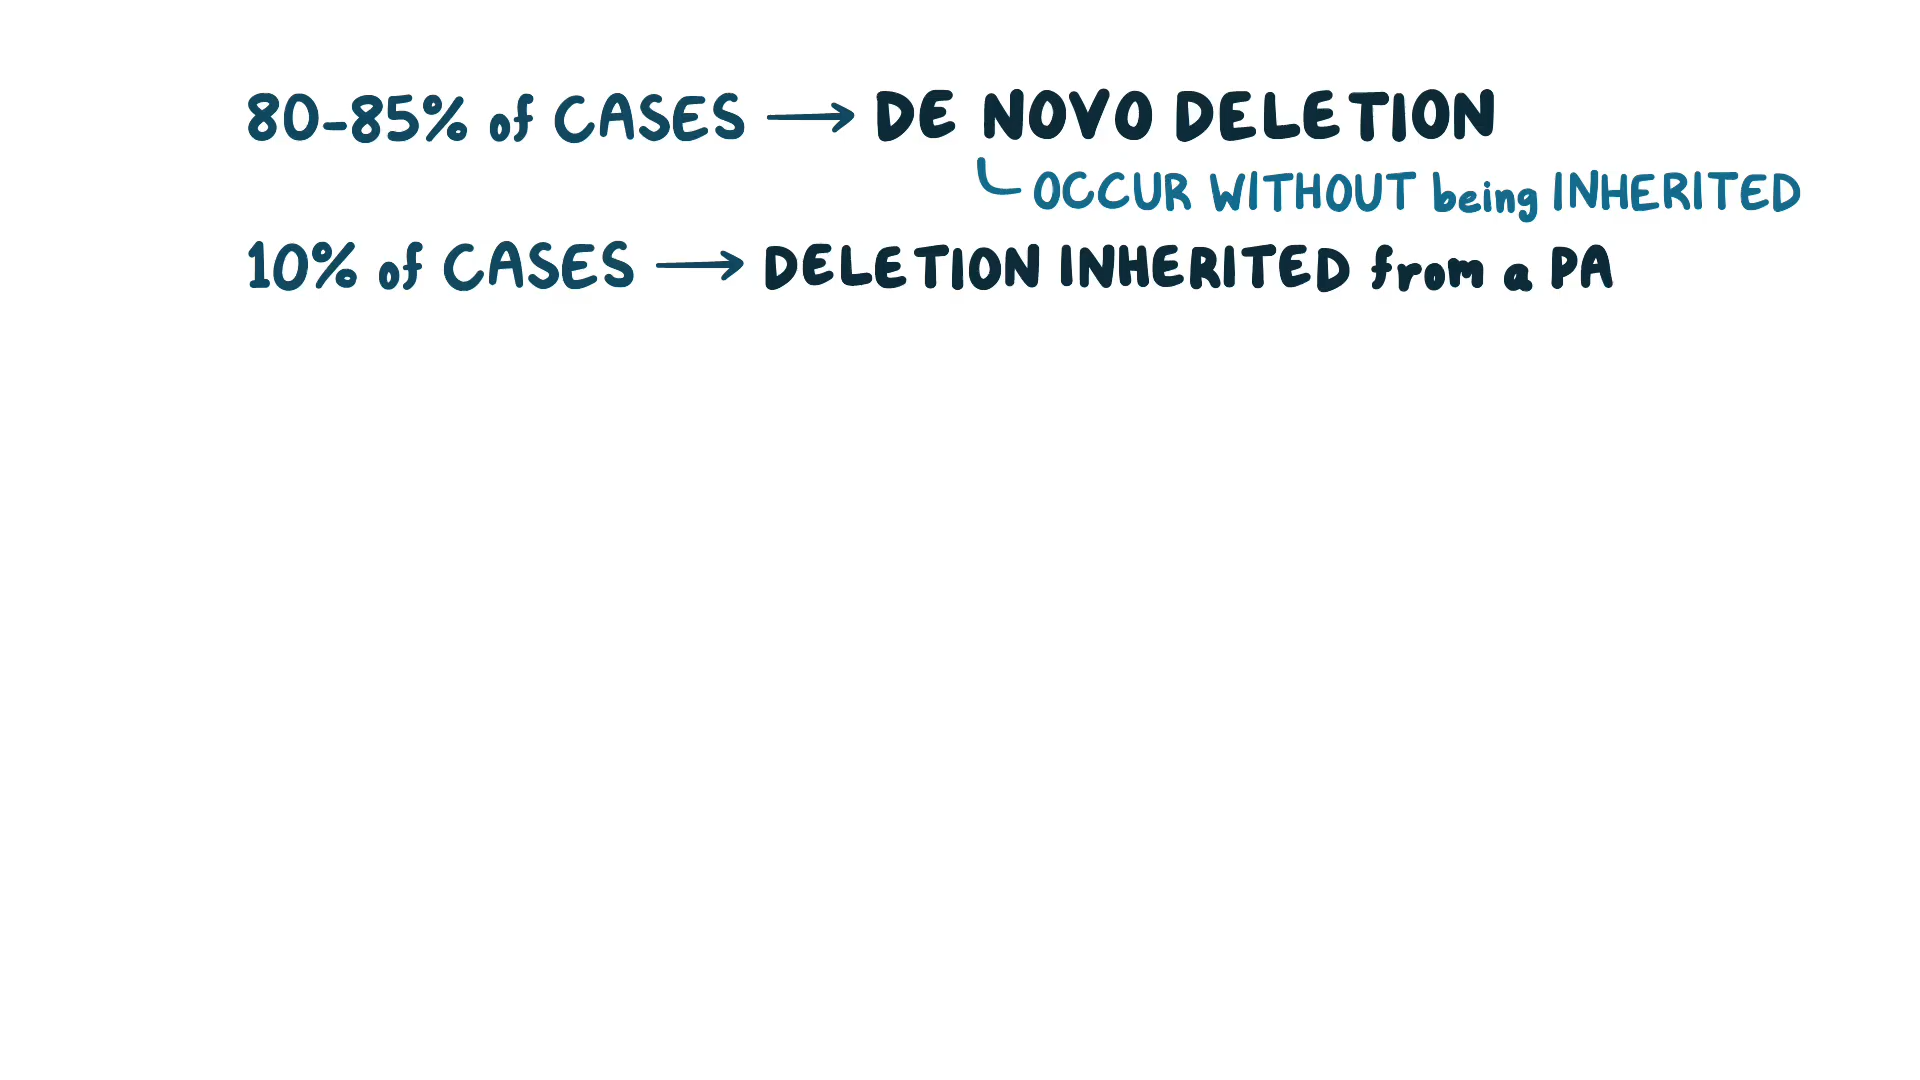 80-85% of CASES → DE NOVO DELETION
OCCUR WITHOUT being INHERITED
10% of CASES → DELETION INHERITED from a PA